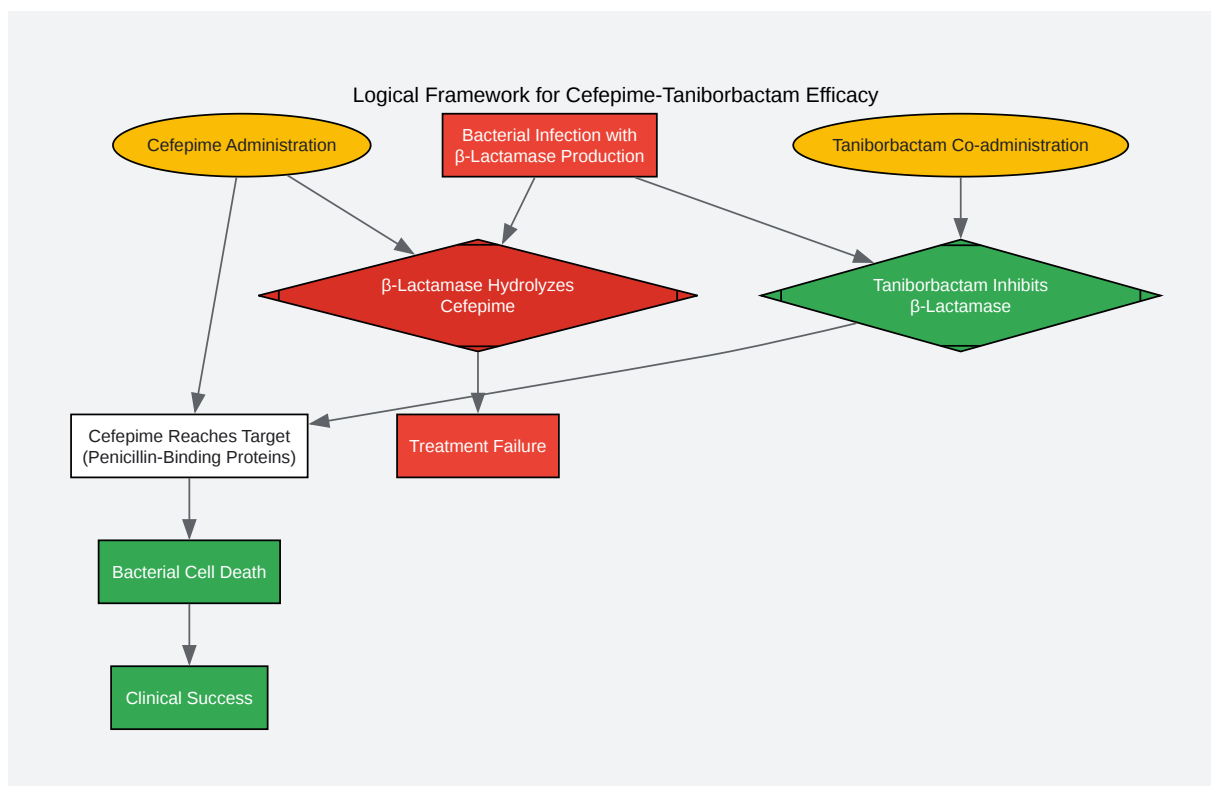 Logical Framework for Cefepime-Taniborbactam Efficacy
Cefepime Administration
Bacterial Infection with
β-Lactamase Production
Taniborbactam Co-administration
β-Lactamase Hydrolyzes
Cefepime
Taniborbactam Inhibits
β-Lactamase
Cefepime Reaches Target
(Penicillin-Binding Proteins)
Treatment Failure
Bacterial Cell Death
Clinical Success